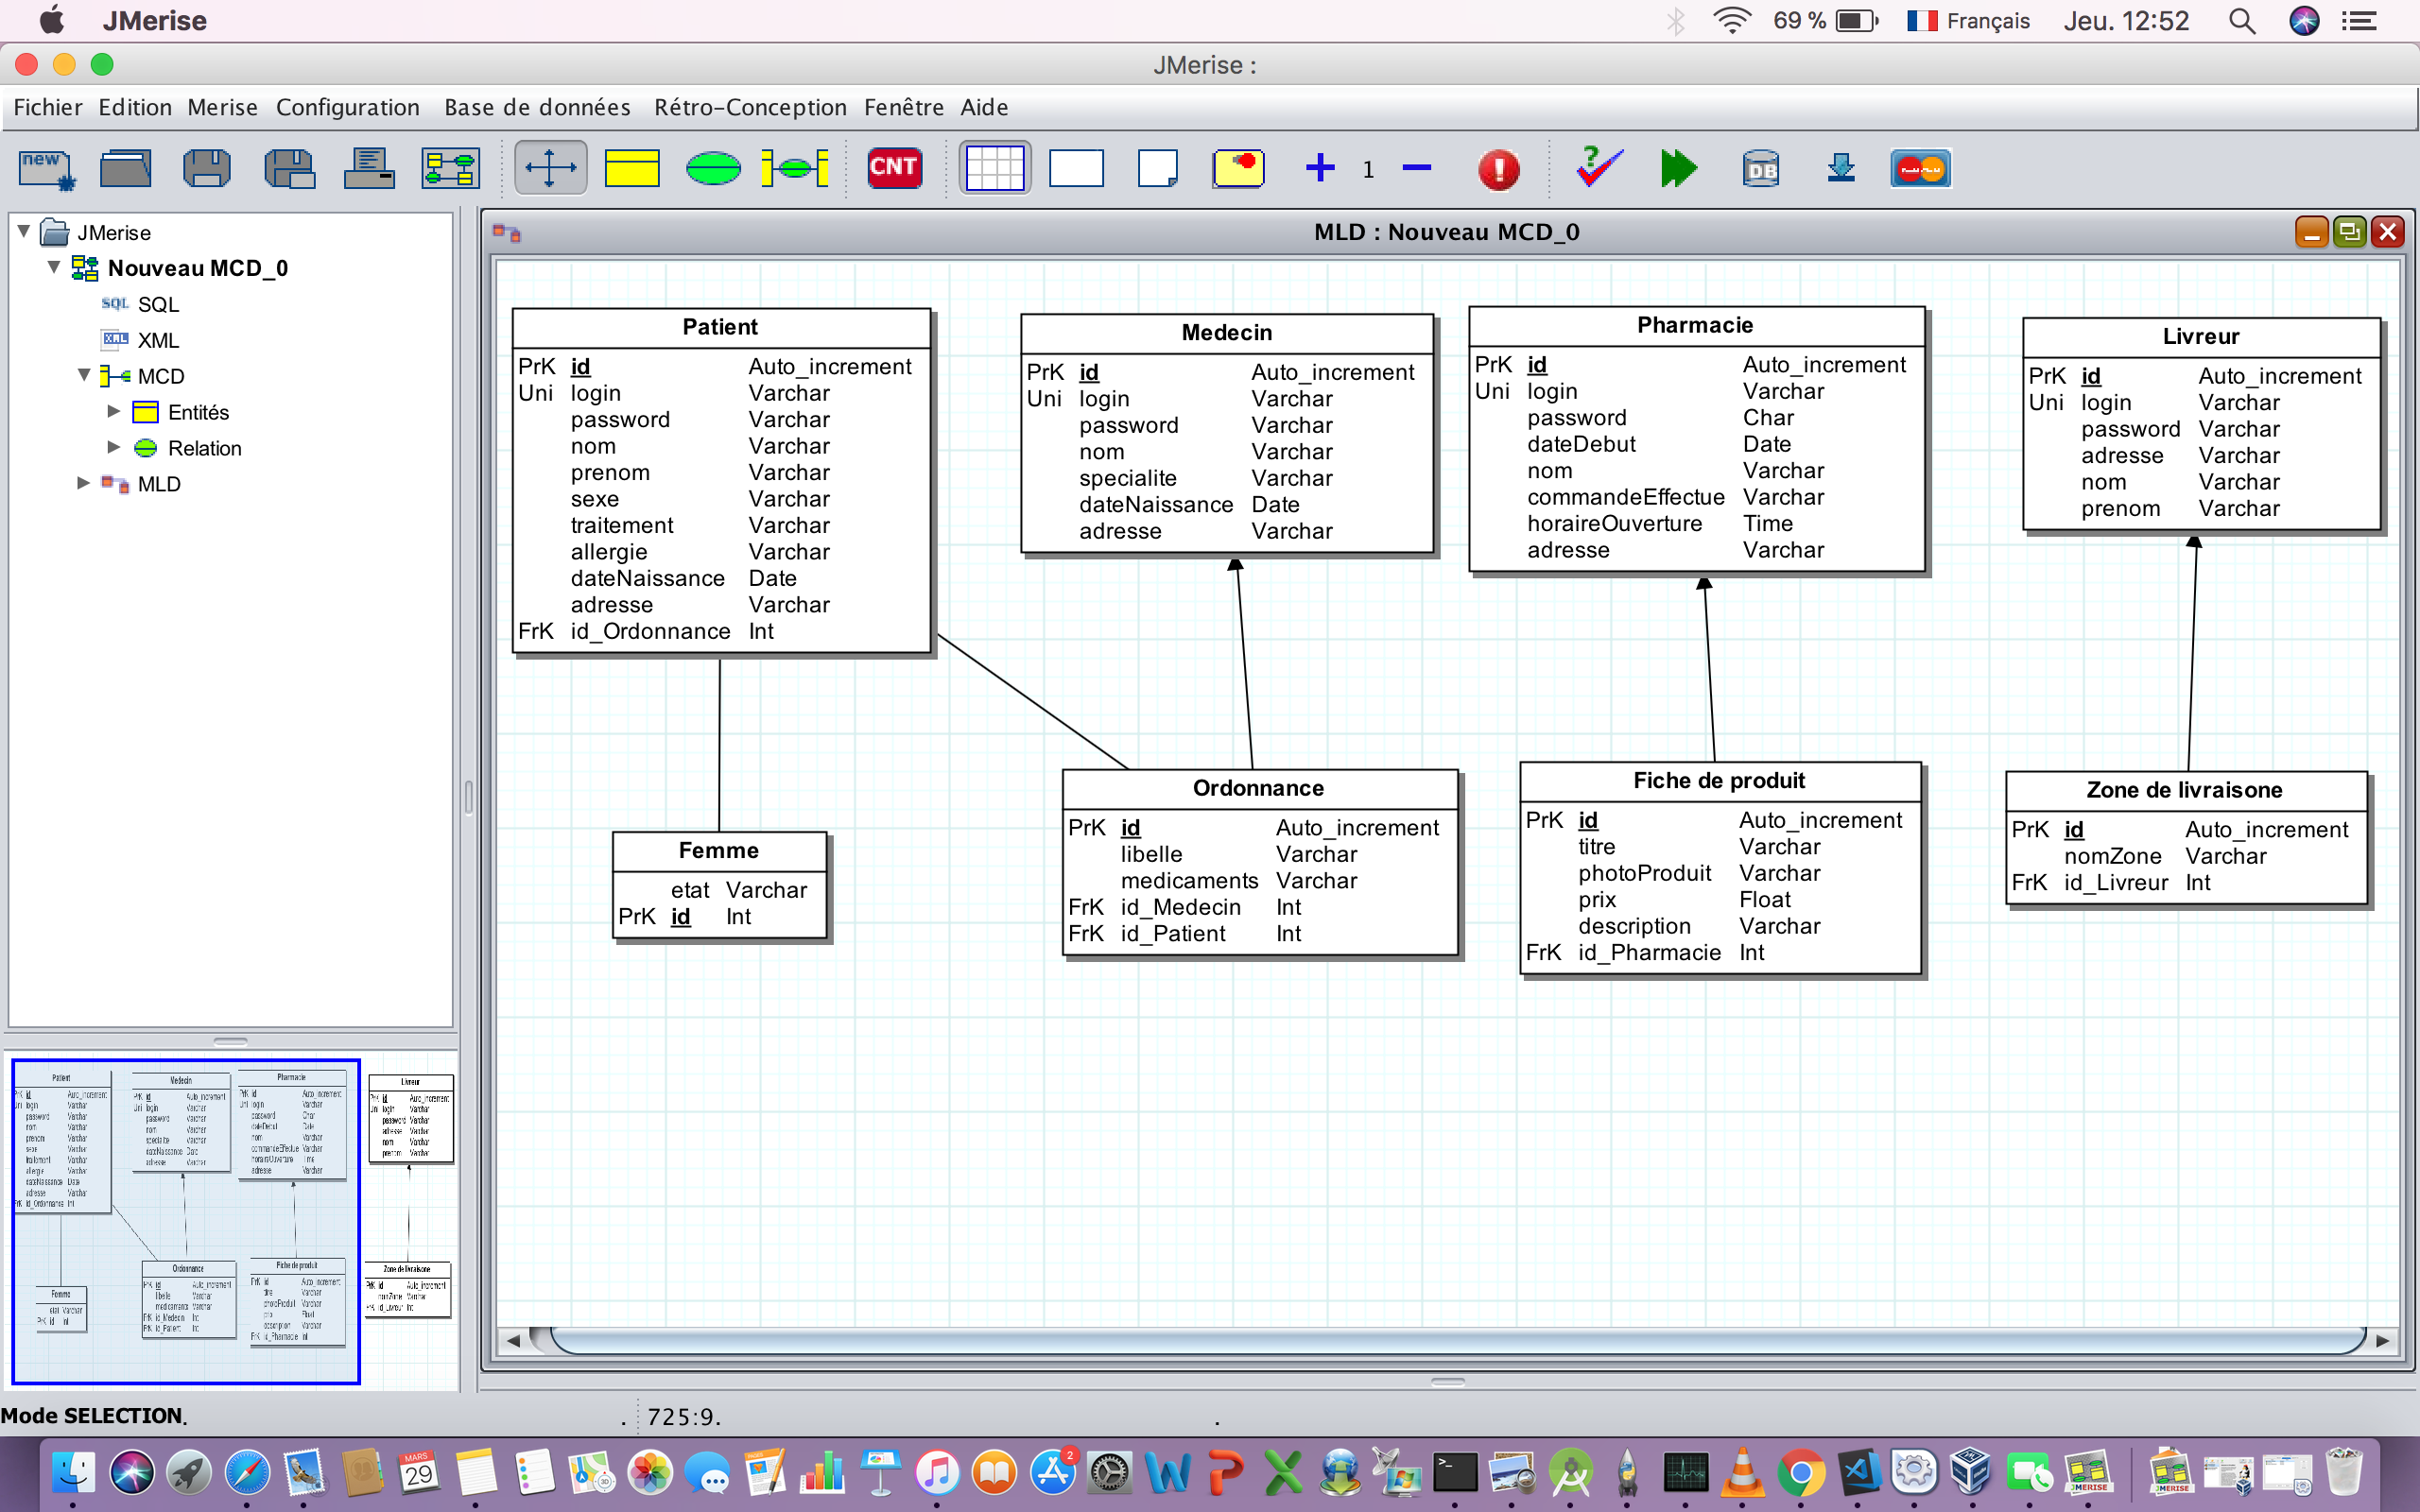 JMerise
69 %
Français
Jeu. 12:52
JMerise :
Fichier Edition Merise Configuration Base de données Rétro-Conception Fenêtre Aide
new
CNT
1
?
DB
JMerise
Nouveau MCD_0
SQL SQL
XML XML
MCD
Entités
Relation
MLD
MLD : Nouveau MCD_0
Patient
PrK id Auto_increment
Uni login Varchar
password Varchar
nom Varchar
prenom Varchar
sexe Varchar
traitement Varchar
allergie Varchar
dateNaissance Date
adresse Varchar
FrK id_Ordonnance Int
Medecin
PrK id Auto_increment
Uni login Varchar
password Varchar
nom Varchar
specialite Varchar
dateNaissance Date
adresse Varchar
Pharmacie
PrK id Auto_increment
Uni login Varchar
password Char
dateDebut Date
nom Varchar
commandeEffectue Varchar
horaireOuverture Time
adresse Varchar
Livreur
PrK id Auto_increment
Uni login Varchar
password Varchar
adresse Varchar
nom Varchar
prenom Varchar
Femme
etat Varchar
PrK id Int
Ordonnance
PrK id Auto_increment
libelle Varchar
medicaments Varchar
FrK id_Medecin Int
FrK id_Patient Int
Fiche de produit
PrK id Auto_increment
titre Varchar
photoProduit Varchar
prix Float
description Varchar
FrK id_Pharmacie Int
Zone de livraisone
PrK id Auto_increment
nomZone Varchar
FrK id_Livreur Int
Mode SELECTION.
. 725:9. .
MARS
29
2
JMERISE
JMERISE